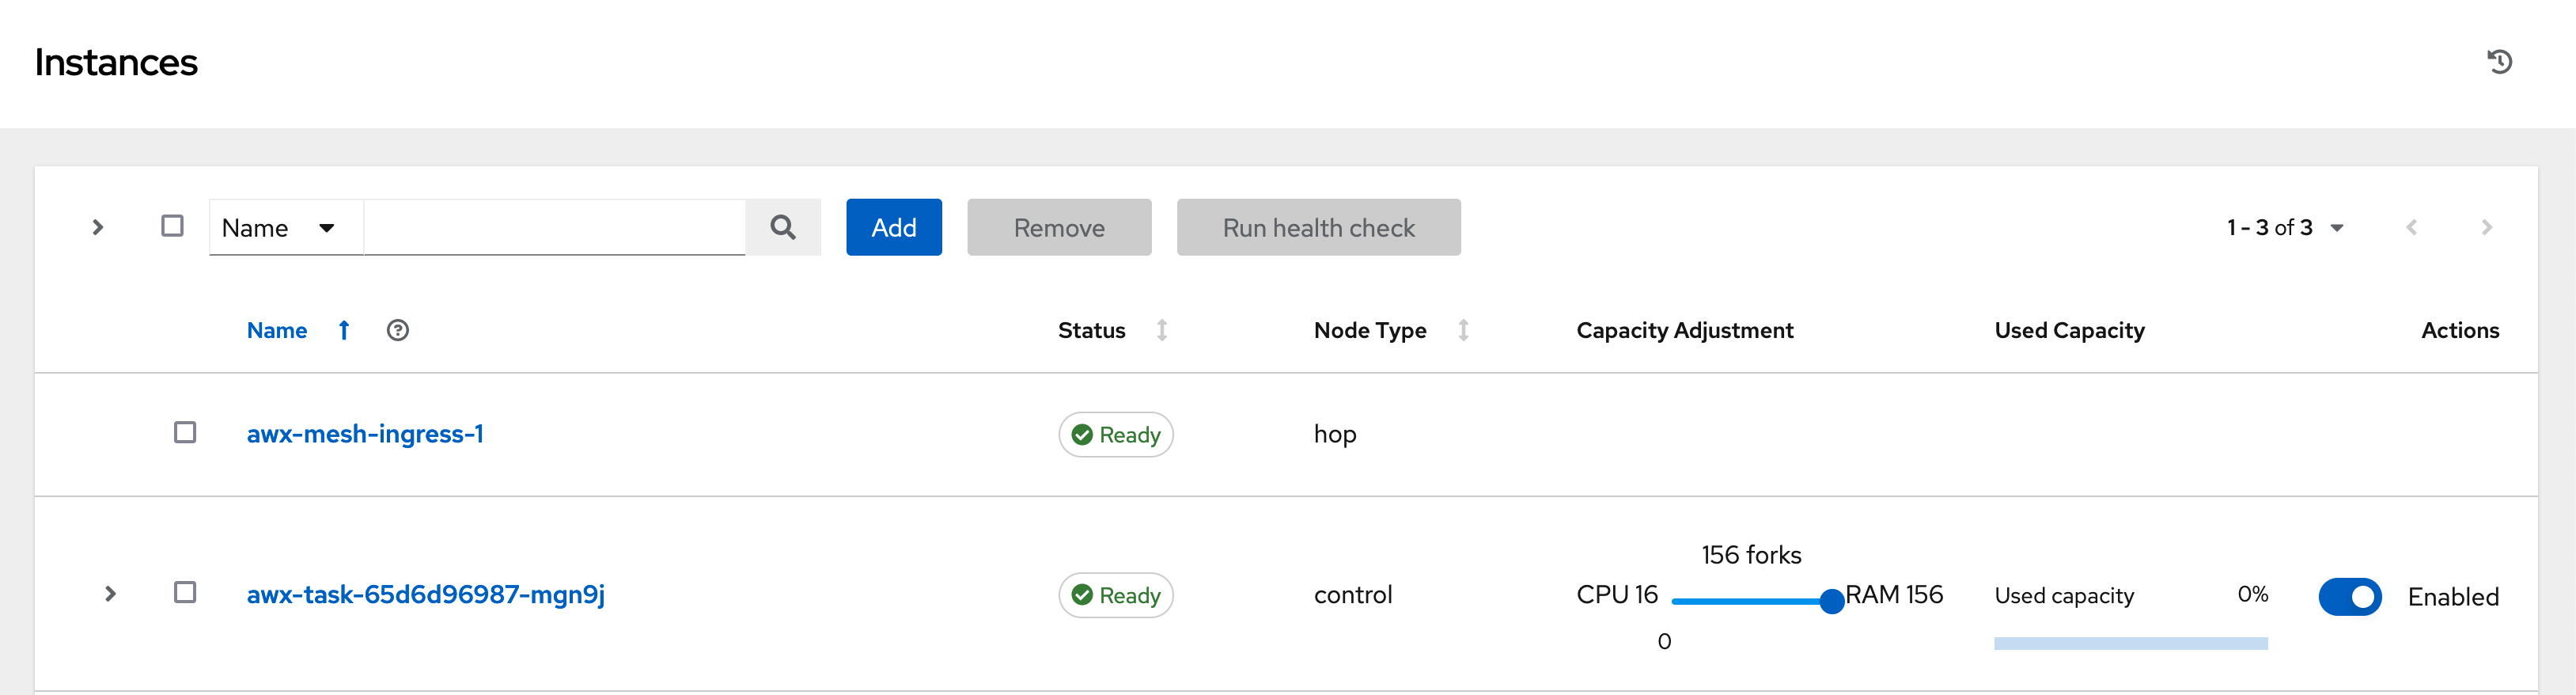 Instances
Name Add Remove Run health check 1 - 3 of 3
Name Status Node Type Capacity Adjustment Used Capacity Actions
awx-mesh-ingress-1 Ready hop
156 forks
awx-task-65d6d96987-mgn9j Ready control CPU 16 RAM 156 Used capacity 0% Enabled
0